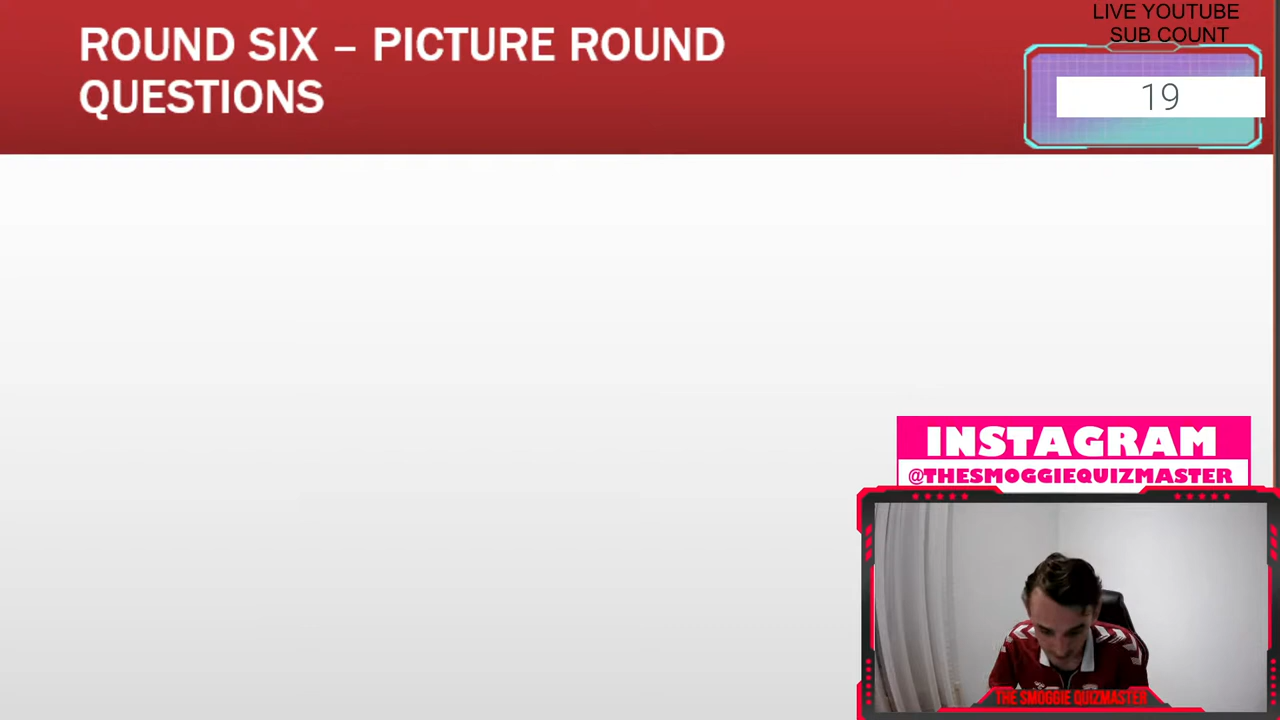 ROUND SIX – PICTURE ROUND
QUESTIONS
LIVE YOUTUBE
SUB COUNT
19
INSTAGRAM
@THESMOGGIEQUIZMASTER
THE SMOGGIE QUIZMASTER